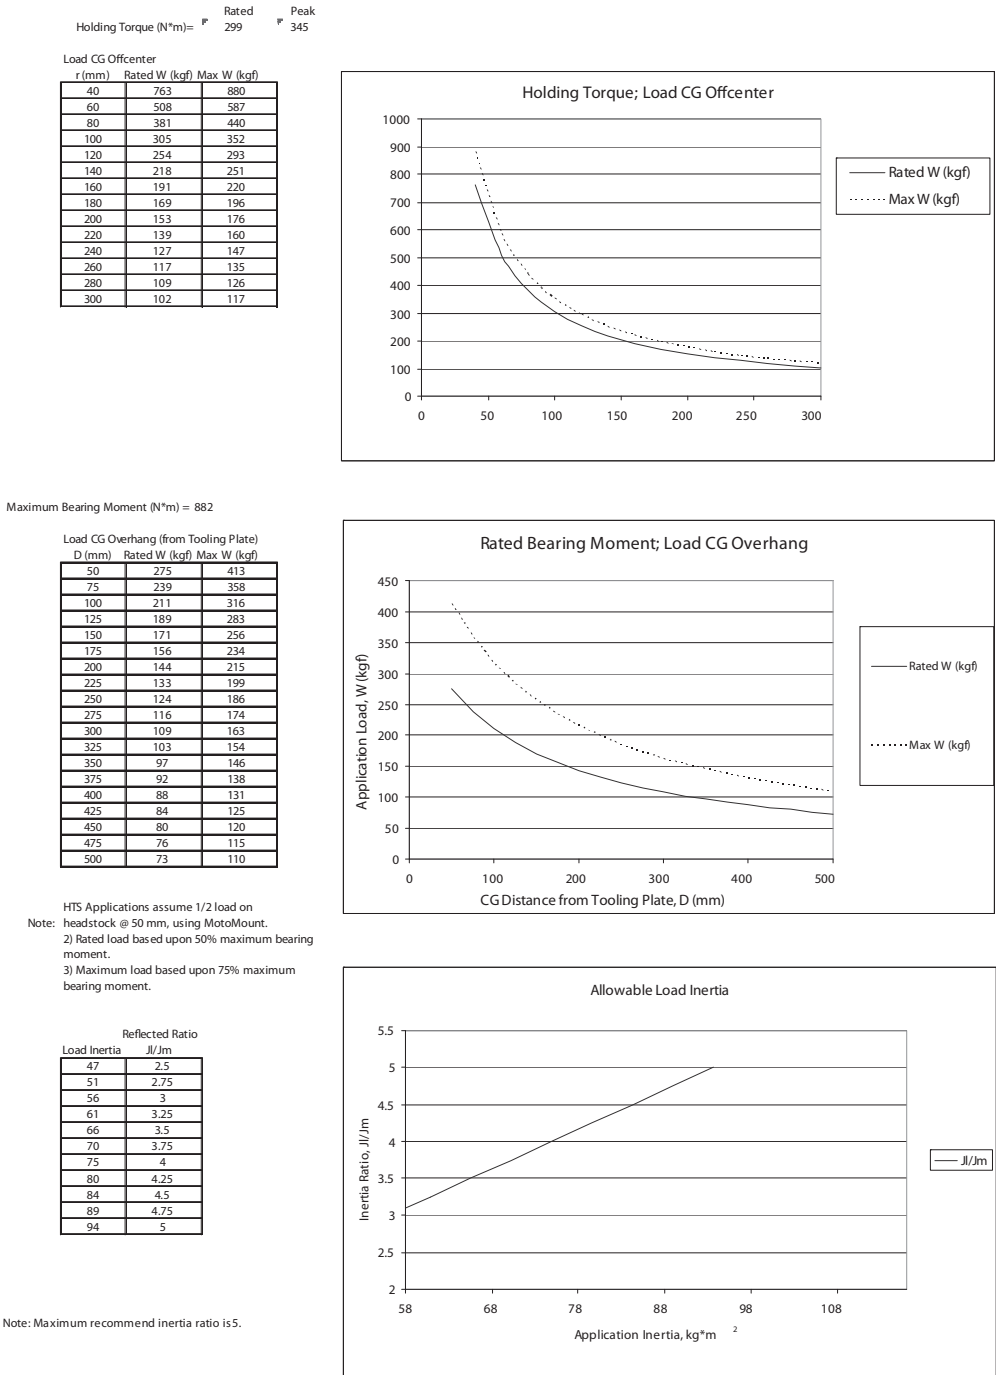 Rated Peak
Holding Torque (N*m)= 299 345
Load CG Offcenter
r (mm) Rated W (kgf) Max W (kgf)
40 763 880
60 508 587
80 381 440
100 305 352
120 254 293
140 218 251
160 191 220
180 169 196
200 153 176
220 139 160
240 127 147
260 117 135
280 109 126
300 102 117
Holding Torque; Load CG Offcenter
1000
900
800
700
600
500
400
300
200
100
0
0 50 100 150 200 250 300
Rated W (kgf)
Max W (kgf)
Maximum Bearing Moment (N*m) = 882
Load CG Overhang (from Tooling Plate)
D (mm) Rated W (kgf) Max W (kgf)
50 275 413
75 239 358
100 211 316
125 189 283
150 171 256
175 156 234
200 144 215
225 133 199
250 124 186
275 116 174
300 109 163
325 103 154
350 97 146
375 92 138
400 88 131
425 84 125
450 80 120
475 76 115
500 73 110
Rated Bearing Moment; Load CG Overhang
Application Load, W (kgf)
450
400
350
300
250
200
150
100
50
0
0 100 200 300 400 500
CG Distance from Tooling Plate, D (mm)
Rated W (kgf)
Max W (kgf)
HTS Applications assume 1/2 load on
Note: headstock @ 50 mm, using MotoMount.
2) Rated load based upon 50% maximum bearing
moment.
3) Maximum load based upon 75% maximum
bearing moment.
Reflected Ratio
Load Inertia Jl/Jm
47 2.5
51 2.75
56 3
61 3.25
66 3.5
70 3.75
75 4
80 4.25
84 4.5
89 4.75
94 5
Note: Maximum recommend inertia ratio is 5.
Allowable Load Inertia
Inertia Ratio, Jl/Jm
5.5
5
4.5
4
3.5
3
2.5
2
58 68 78 88 98 108
Application Inertia, kg*m 2
Jl/Jm